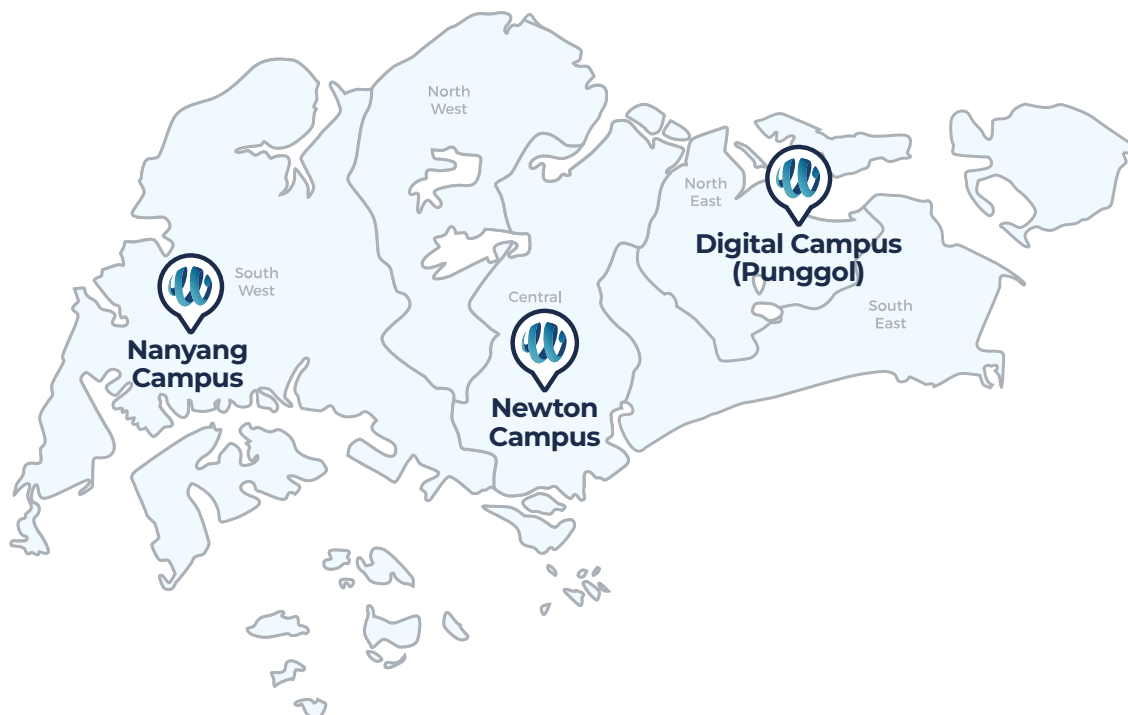 North
West
North
East
Digital Campus
(Punggol)
South
West
Central
South
East
Nanyang
Campus
Newton
Campus